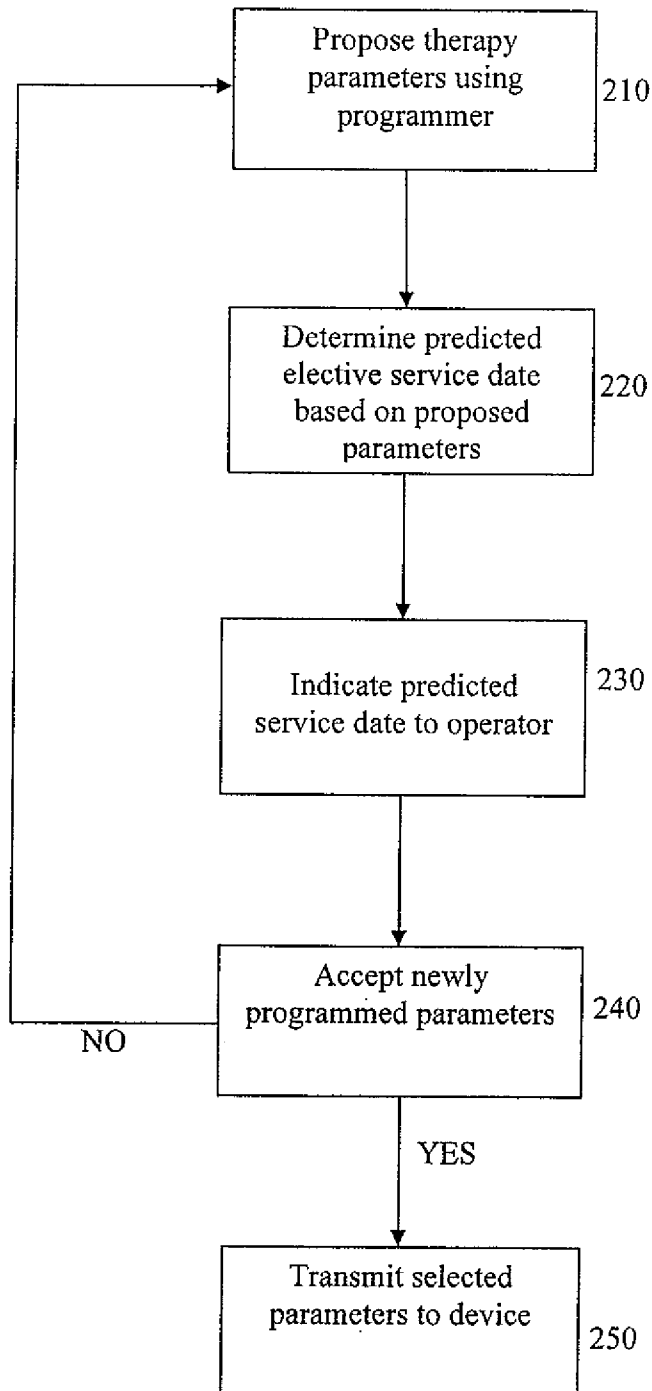 Propose therapy
parameters using
programmer
210
Determine predicted
elective service date
based on proposed
parameters
220
Indicate predicted
service date to operator
230
Accept newly
programmed parameters
240
NO
YES
Transmit selected
parameters to device
250